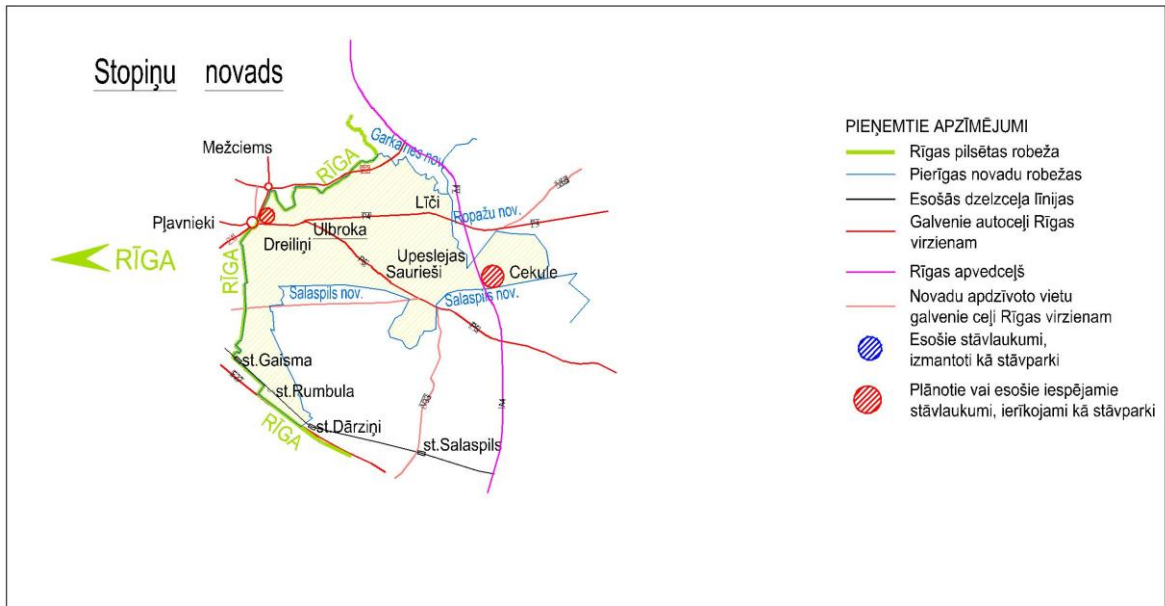 Stopiņu novads
Mežciems
RĪGA
Garkalnes nov.
Līči
Ropažu nov.
Pļavnieki
Ulbroka
Dreiliņi
RĪGA
RĪGA
Upeslejas
Saurieši
Cekule
Salaspils nov.
Salaspils nov.
st.Gaisma
st.Rumbula
RĪGA
st.Dārziņi
st.Salaspils
PIEŅEMTIE APZĪMĒJUMI
Rīgas pilsētas robeža
Pierīgas novadu robežas
Esošās dzelzceļa līnijas
Galvenie autoceļi Rīgas
virzienam
Rīgas apvedceļš
Novadu apdzīvoto vietu
galvenie ceļi Rīgas virzienam
Esošie stāvlaukumi,
izmantoti kā stāvparki
Plānotie vai esošie iespējamie
stāvlaukumi, ierīkojami kā stāvparki